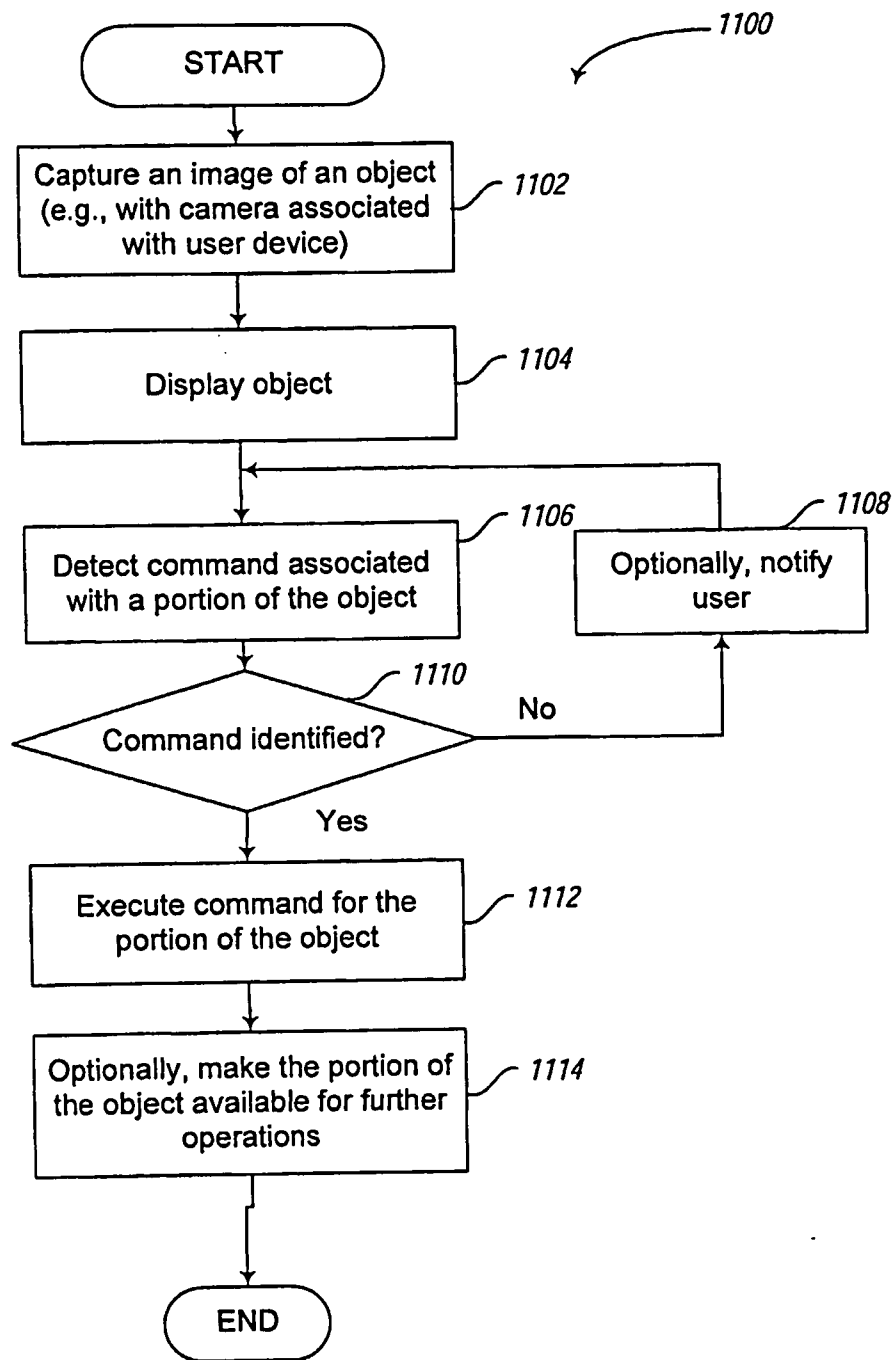 1100
START
Capture an image of an object
(e.g., with camera associated
with user device)
1102
Display object
1104
Detect command associated
with a portion of the object
1106
Optionally, notify
user
1108
Command identified?
1110
No
Yes
Execute command for the
portion of the object
1112
Optionally, make the portion of
the object available for further
operations
1114
END